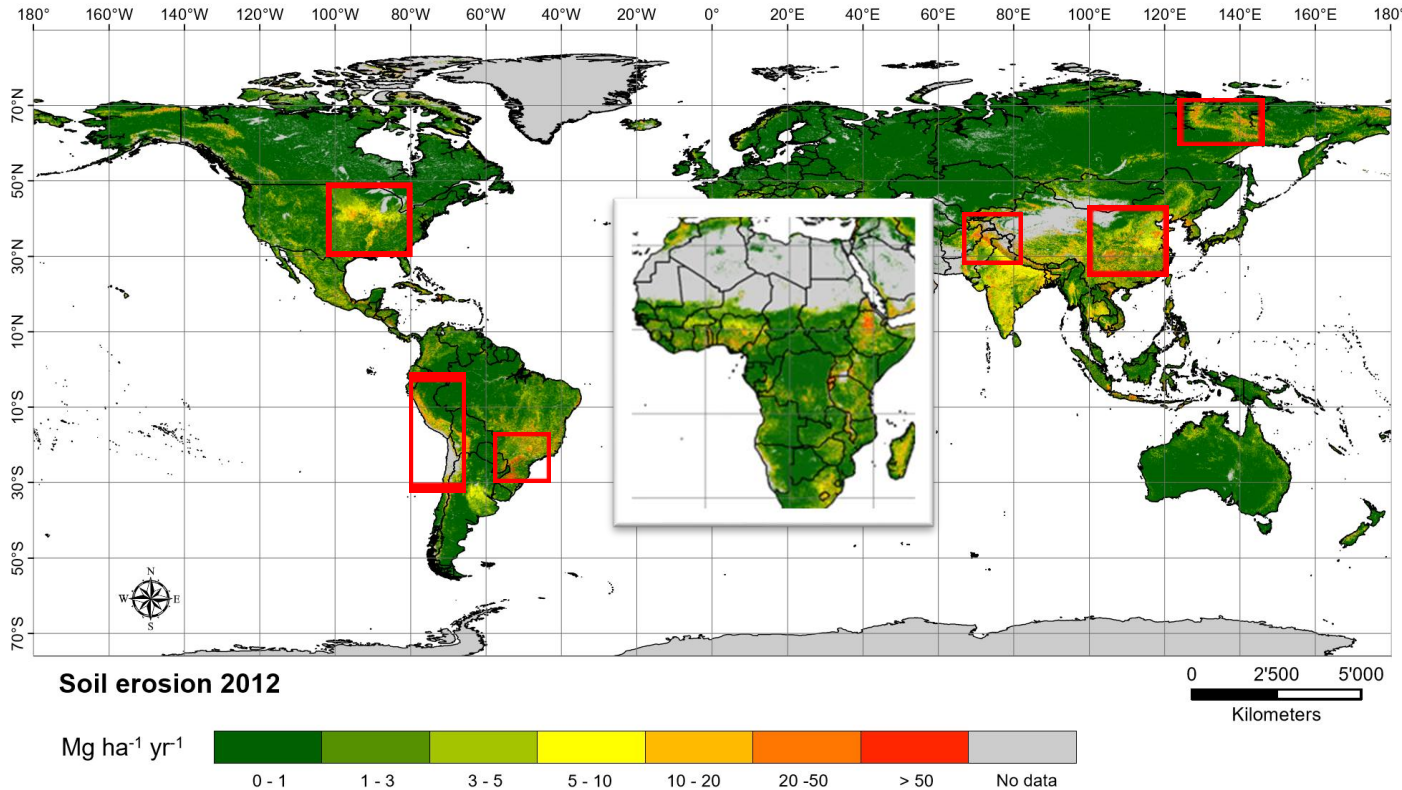 180° 160°W 140°W 120°W 100°W 80°W 60°W 40°W 20°W 0° 20°E 40°E 60°E 80°E 100°E 120°E 140°E 160°E 180°
70°N
50°N
30°N
10°N
10°S
30°S
50°S
70°S
N
W E
S
Soil erosion 2012
0 2'500 5'000
Kilometers
Mg ha⁻¹ yr⁻¹
0 - 1 1 - 3 3 - 5 5 - 10 10 - 20 20 -50 > 50 No data